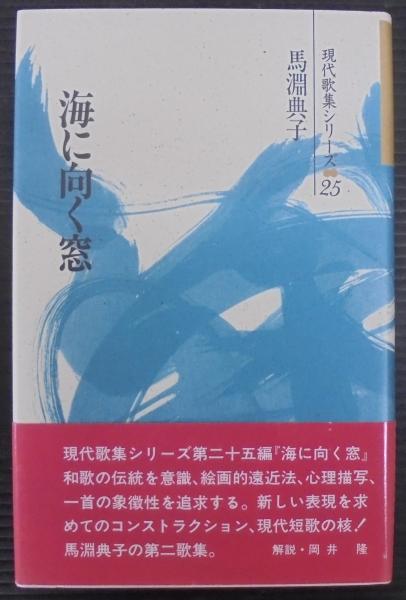 現代歌集シリーズ 25
馬淵典子
海に向く窓
現代歌集シリーズ第二十五編『海に向く窓』
和歌の伝統を意識、絵画的遠近法、心理描写、
一首の象徴性を追求する。新しい表現を求
めてのコンストラクション、現代短歌の核!
馬淵典子の第二歌集。 解説・岡井 隆